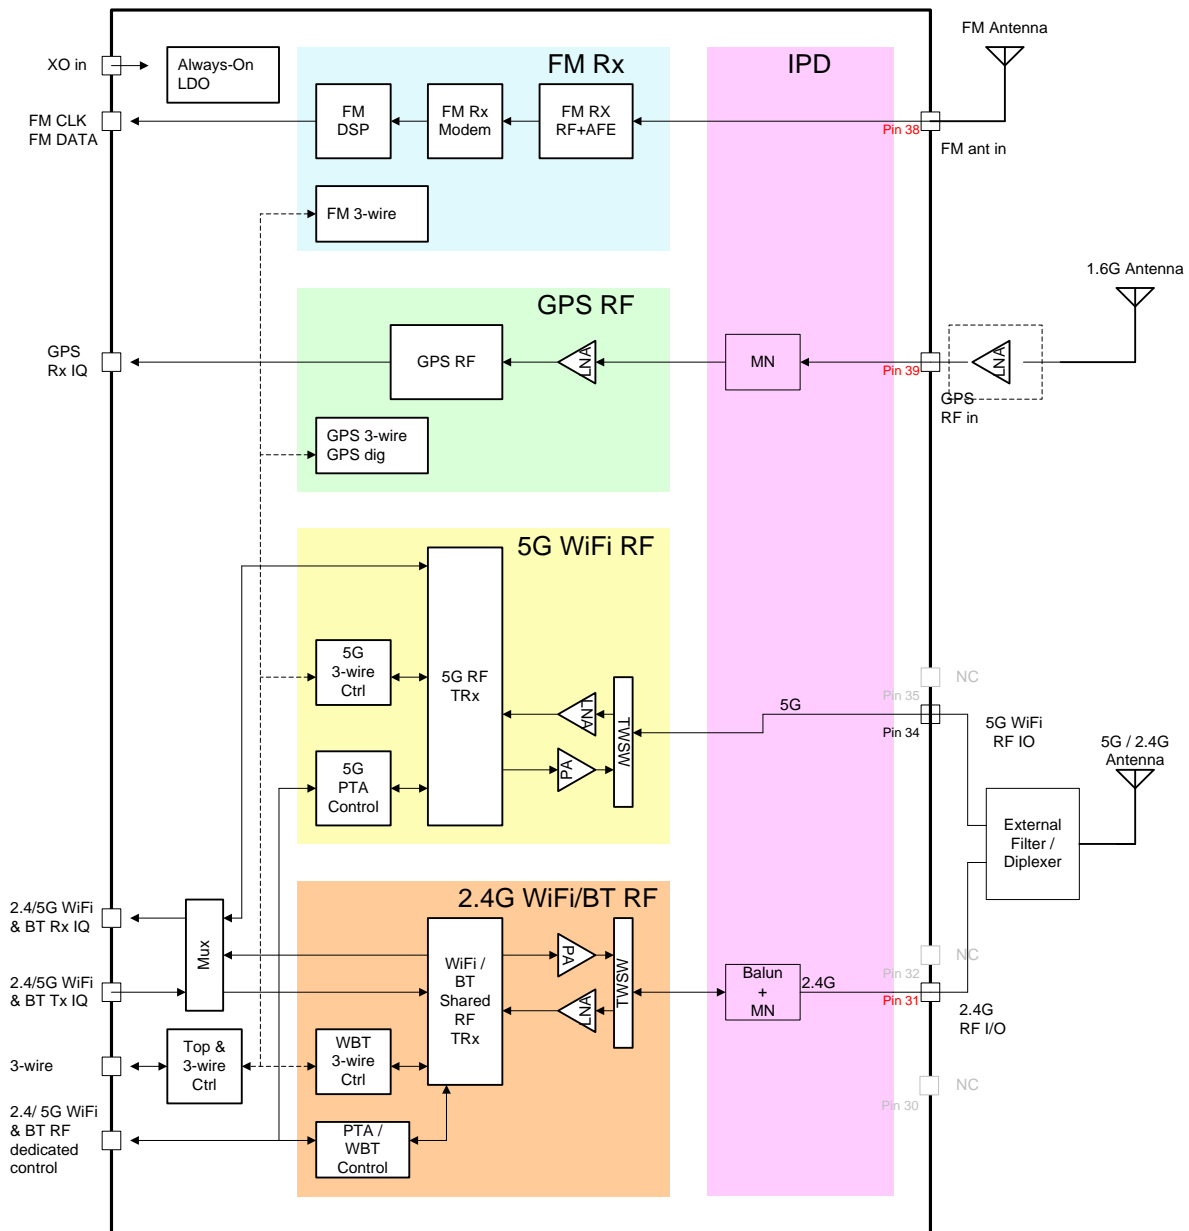 XO in
Always-On
LDO
FM Rx
IPD
FM Antenna
FM CLK
FM DATA
FM
DSP
FM Rx
Modem
FM RX
RF+AFE
Pin 38
FM ant in
FM 3-wire
1.6G Antenna
GPS RF
GPS
Rx IQ
GPS RF
LNA
MN
Pin 39
LNA
GPS
RF in
GPS 3-wire
GPS dig
5G WiFi RF
5G
3-wire
Ctrl
5G RF
TRx
LNA
TWSW
5G
PA
5G
PTA
Control
NC
Pin 35
Pin 34
5G WiFi
RF IO
5G / 2.4G
Antenna
External
Filter /
Diplexer
2.4G WiFi/BT RF
2.4/5G WiFi
& BT Rx IQ
Mux
2.4/5G WiFi
& BT Tx IQ
WiFi /
BT
Shared
RF
TRx
PA
LNA
TWSW
Balun
+
MN
2.4G
NC
Pin 32
Pin 31
2.4G
RF I/O
3-wire
Top &
3-wire
Ctrl
WBT
3-wire
Ctrl
NC
Pin 30
2.4/ 5G WiFi
& BT RF
dedicated
control
PTA /
WBT
Control